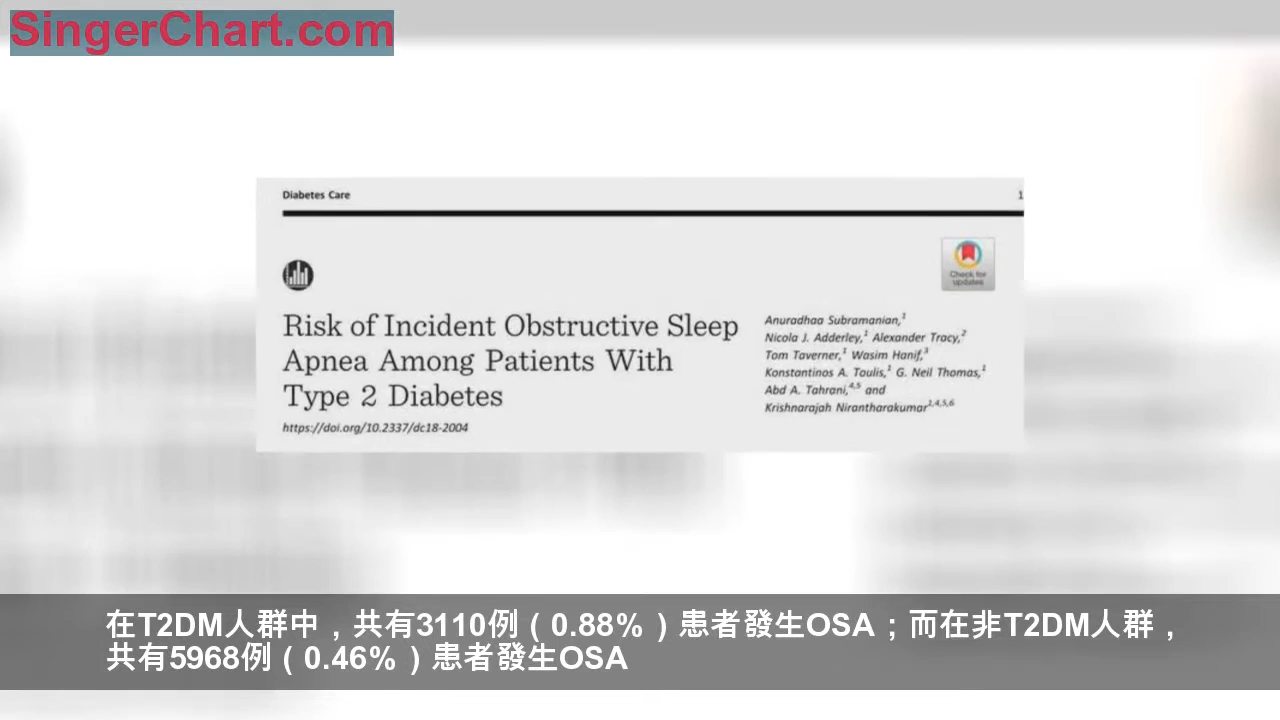 SingerChart.com
Diabetes Care
1
Check for
updates
Risk of Incident Obstructive Sleep
Apnea Among Patients With
Type 2 Diabetes
https://doi.org/10.2337/dc18-2004
Anuradhaa Subramanian,1
Nicola J. Adderley,1 Alexander Tracy,2
Tom Taverner,1 Wasim Hanif,3
Konstantinos A. Toulis,1 G. Neil Thomas,1
Abd A. Tahrani,4,5 and
Krishnarajah Nirantharakumar1,4,5,6
在T2DM人群中，共有3110例（0.88%）患者發生OSA；而在非T2DM人群，
共有5968例（0.46%）患者發生OSA